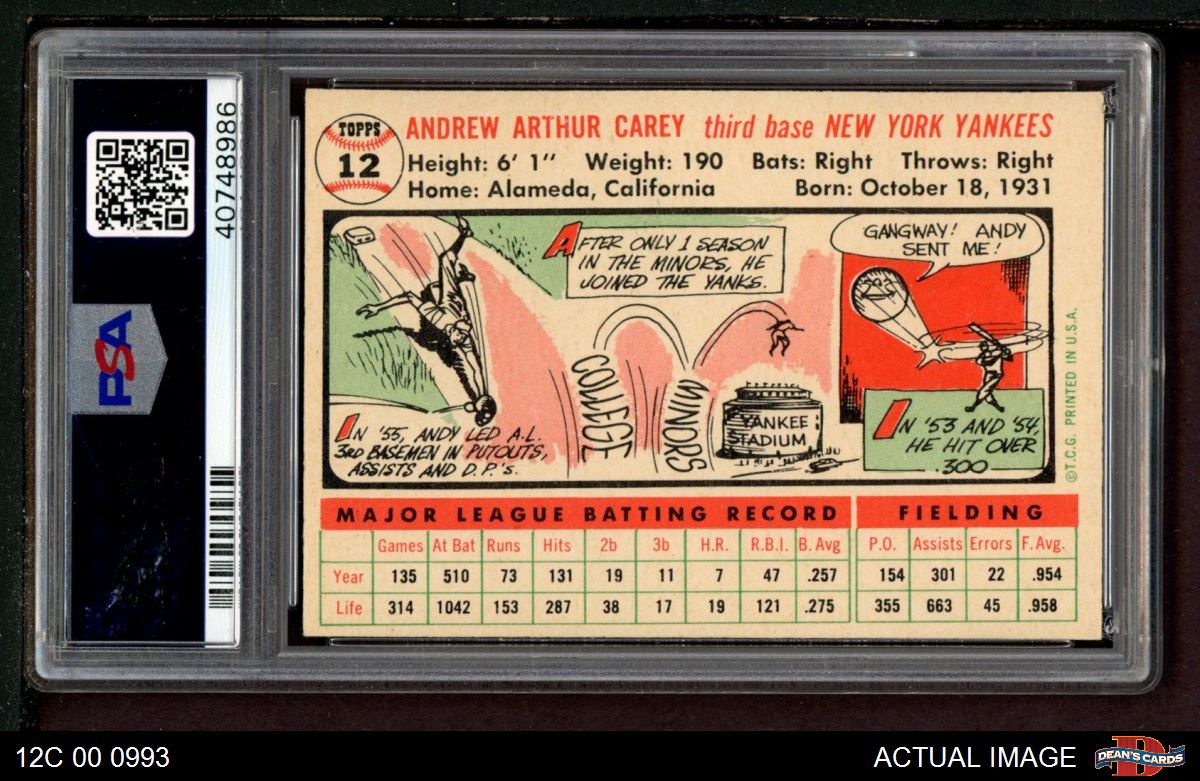 TOPPS
12
ANDREW ARTHUR CAREY third base NEW YORK YANKEES
Height: 6' 1" Weight: 190 Bats: Right Throws: Right
Home: Alameda, California Born: October 18, 1931
IN '55, ANDY LED A.L.
3RD BASEMEN IN PUTOUTS,
ASSISTS AND D.P.'s.
AFTER ONLY 1 SEASON
IN THE MINORS, HE
JOINED THE YANKS.
COLLEGE
MINORS
YANKEE
STADIUM
GANGWAY! ANDY
SENT ME!
IN '53 AND '54
HE HIT OVER
.300
©T.C.G. PRINTED IN U.S.A.
MAJOR LEAGUE BATTING RECORD FIELDING
Games At Bat Runs Hits 2b 3b H.R. R.B.I. B. Avg P.O. Assists Errors F. Avg.
Year 135 510 73 131 19 11 7 47 .257 154 301 22 .954
Life 314 1042 153 287 38 17 19 121 .275 355 663 45 .958
40748986
PSA
12C 00 0993
ACTUAL IMAGE
DEAN'S CARDS